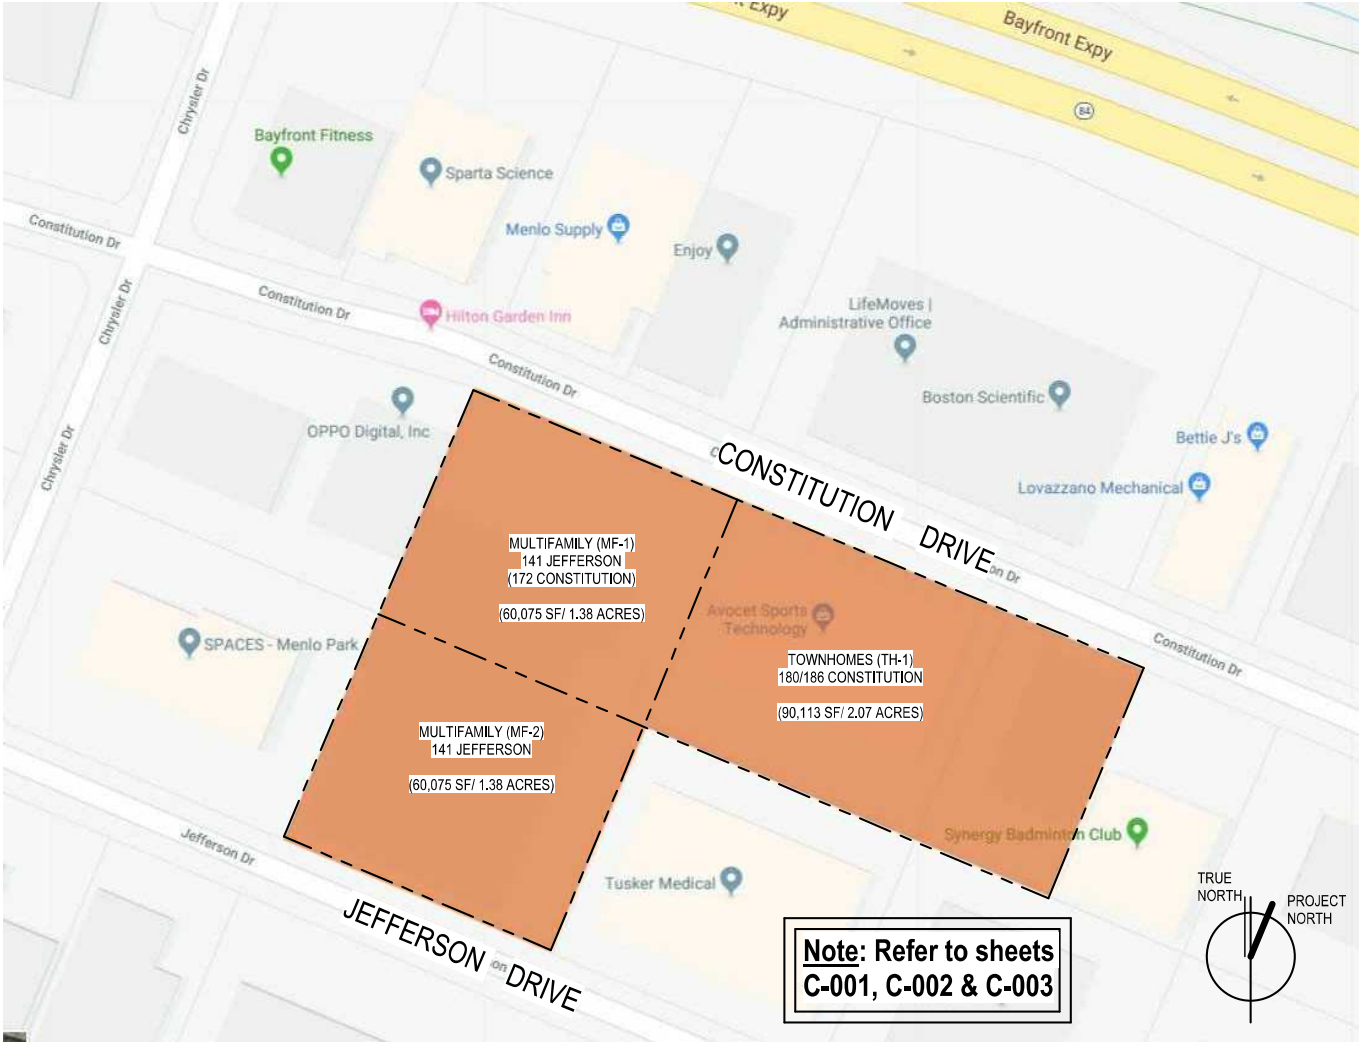 Expy
Bayfront Expy
84
Chrysler Dr
Bayfront Fitness
Sparta Science
Menlo Supply
Enjoy
Constitution Dr
Constitution Dr
Hilton Garden Inn
Chrysler Dr
LifeMoves |
Administrative Office
Constitution Dr
Boston Scientific
OPPO Digital, Inc
Bettie J's
Chrysler Dr
Lovazzano Mechanical
CONSTITUTION DRIVE
on Dr
MULTIFAMILY (MF-1)
141 JEFFERSON
(172 CONSTITUTION)
(60,075 SF/ 1.38 ACRES)
Avocet Sports
Technology
SPACES - Menlo Park
Constitution Dr
TOWNHOMES (TH-1)
180/186 CONSTITUTION
(90,113 SF/ 2.07 ACRES)
MULTIFAMILY (MF-2)
141 JEFFERSON
(60,075 SF/ 1.38 ACRES)
Jefferson Dr
Synergy Badminton Club
Tusker Medical
JEFFERSON DRIVE
on
TRUE
NORTH
PROJECT
NORTH
Note: Refer to sheets
C-001, C-002 & C-003